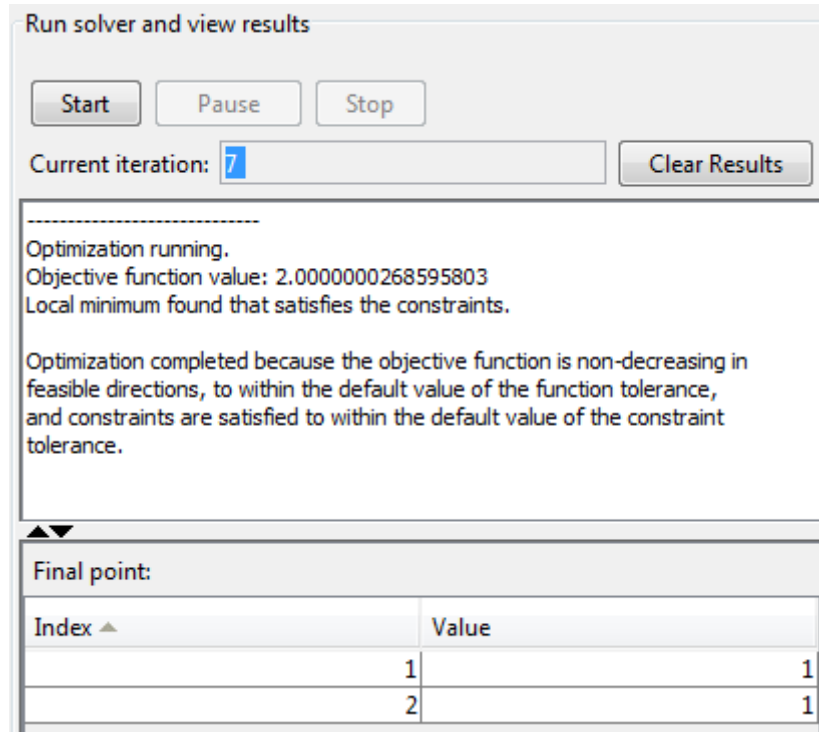 Run solver and view results
Start Pause Stop
Current iteration: 7 Clear Results
-----------------------------
Optimization running.
Objective function value: 2.0000000268595803
Local minimum found that satisfies the constraints.
Optimization completed because the objective function is non-decreasing in
feasible directions, to within the default value of the function tolerance,
and constraints are satisfied to within the default value of the constraint
tolerance.
Final point:
Index Value
1 1
2 1